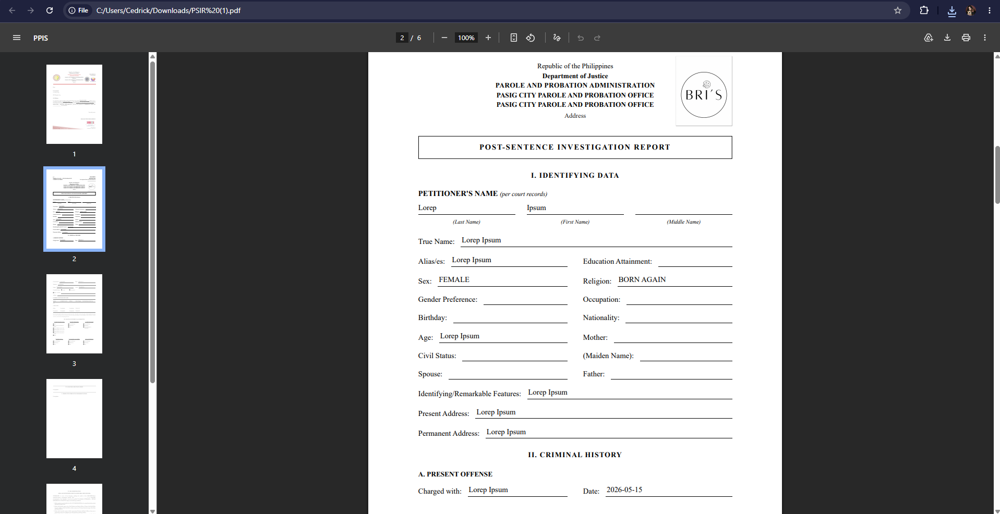 File C:/Users/Cedrick/Downloads/PSIR%20(1).pdf
PPIS
2 / 6
100%
1
2
3
4
Republic of the Philippines
Department of Justice
PAROLE AND PROBATION ADMINISTRATION
PASIG CITY PAROLE AND PROBATION OFFICE
PASIG CITY PAROLE AND PROBATION OFFICE
Address
BRI'S
POST-SENTENCE INVESTIGATION REPORT
I. IDENTIFYING DATA
PETITIONER'S NAME (per court records)
Lorep Ipsum
(Last Name) (First Name) (Middle Name)
True Name: Lorep Ipsum
Alias/es: Lorep Ipsum Education Attainment:
Sex: FEMALE Religion: BORN AGAIN
Gender Preference: Occupation:
Birthday: Nationality:
Age: Lorep Ipsum Mother:
Civil Status: (Maiden Name):
Spouse: Father:
Identifying/Remarkable Features: Lorep Ipsum
Present Address: Lorep Ipsum
Permanent Address: Lorep Ipsum
II. CRIMINAL HISTORY
A. PRESENT OFFENSE
Charged with: Lorep Ipsum Date: 2026-05-15